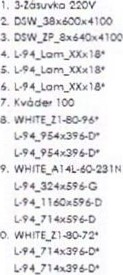 1. 3-Zásuvka 220V
2. DSW_38x600x4100
3. DSW_ZP_8x640x4100
4. L-94_Lam_XXx18*
5. L-94_Lam_XXx18*
6. L-94_Lam_XXx18*
7. Kváder 100
8. WHITE_Z1-80-96*
L-94_954x396-D*
L-94_954x396-D*
9. WHITE_A14L-60-231N
L-94_324x596-G
L-94_1160x596-D
L-94_714x596-D
0. WHITE_Z1-80-72*
L-94_714x396-D*
L-94_714x396-D*